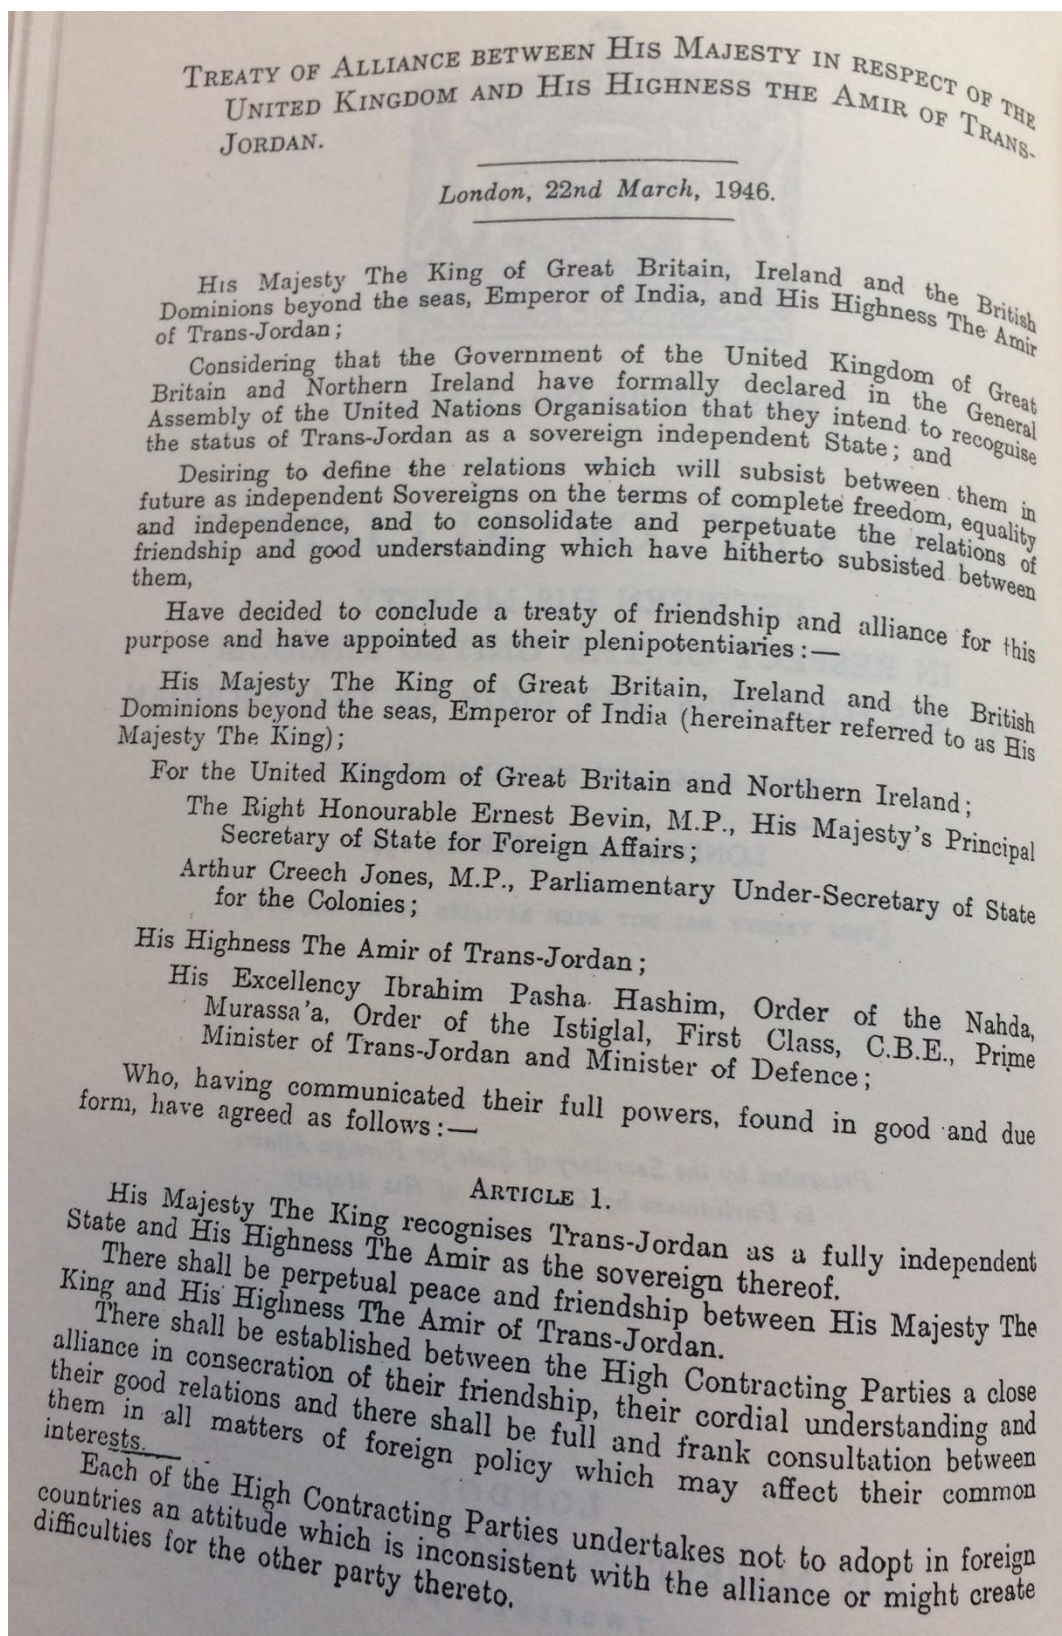 TREATY OF ALLIANCE BETWEEN HIS MAJESTY IN RESPECT OF THE
UNITED KINGDOM AND HIS HIGHNESS THE AMIR OF TRANS-
JORDAN.
London, 22nd March, 1946.
His Majesty The King of Great Britain, Ireland and the British
Dominions beyond the seas, Emperor of India, and His Highness The Amir
of Trans-Jordan;
Considering that the Government of the United Kingdom of Great
Britain and Northern Ireland have formally declared in the General
Assembly of the United Nations Organisation that they intend to recognise
the status of Trans-Jordan as a sovereign independent State; and
Desiring to define the relations which will subsist between them in
future as independent Sovereigns on the terms of complete freedom, equality
and independence, and to consolidate and perpetuate the relations of
friendship and good understanding which have hitherto subsisted between
them,
Have decided to conclude a treaty of friendship and alliance for this
purpose and have appointed as their plenipotentiaries:—
His Majesty The King of Great Britain, Ireland and the British
Dominions beyond the seas, Emperor of India (hereinafter referred to as His
Majesty The King);
For the United Kingdom of Great Britain and Northern Ireland;
The Right Honourable Ernest Bevin, M.P., His Majesty's Principal
Secretary of State for Foreign Affairs;
Arthur Creech Jones, M.P., Parliamentary Under-Secretary of State
for the Colonies;
His Highness The Amir of Trans-Jordan;
His Excellency Ibrahim Pasha Hashim, Order of the Nahda,
Murassa'a, Order of the Istiglal, First Class, C.B.E., Prime
Minister of Trans-Jordan and Minister of Defence;
Who, having communicated their full powers, found in good and due
form, have agreed as follows:—
ARTICLE 1.
His Majesty The King recognises Trans-Jordan as a fully independent
State and His Highness The Amir as the sovereign thereof.
There shall be perpetual peace and friendship between His Majesty The
King and His Highness The Amir of Trans-Jordan.
There shall be established between the High Contracting Parties a close
alliance in consecration of their friendship, their cordial understanding and
their good relations and there shall be full and frank consultation between
them in all matters of foreign policy which may affect their common
interests.
Each of the High Contracting Parties undertakes not to adopt in foreign
countries an attitude which is inconsistent with the alliance or might create
difficulties for the other party thereto.